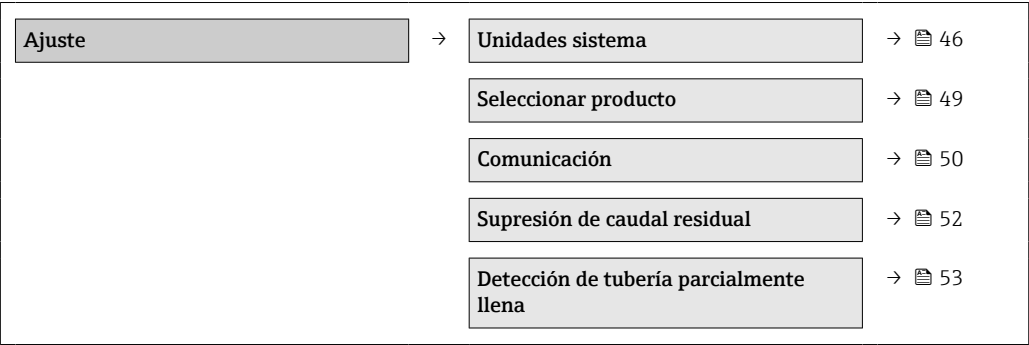 Ajuste → Unidades sistema → 46
Seleccionar producto → 49
Comunicación → 50
Supresión de caudal residual → 52
Detección de tubería parcialmente → 53
llena